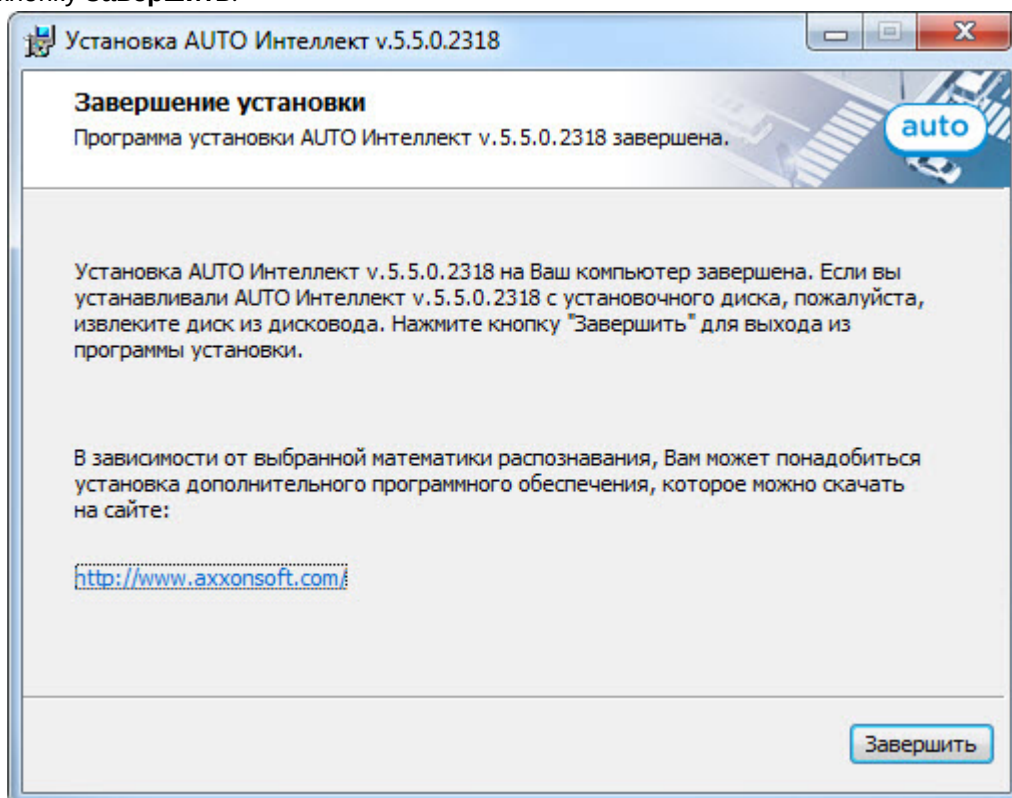 кнопку Завершить.
Установка AUTO Интеллект v.5.5.0.2318
Завершение установки
Программа установки AUTO Интеллект v.5.5.0.2318 завершена.
auto
Установка AUTO Интеллект v.5.5.0.2318 на Ваш компьютер завершена. Если вы
устанавливали AUTO Интеллект v.5.5.0.2318 с установочного диска, пожалуйста,
извлеките диск из дисковода. Нажмите кнопку "Завершить" для выхода из
программы установки.
В зависимости от выбранной математики распознавания, Вам может понадобиться
установка дополнительного программного обеспечения, которое можно скачать
на сайте:
http://www.axxonsoft.com/
Завершить